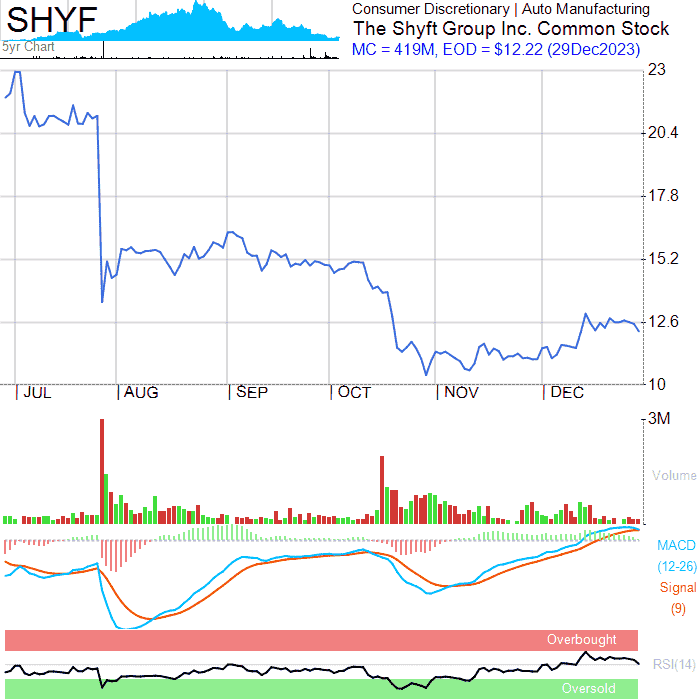 SHYF
5yr Chart
Consumer Discretionary | Auto Manufacturing
The Shyft Group Inc. Common Stock
MC = 419M, EOD = $12.22 (29Dec2023)
23
20.4
17.8
15.2
12.6
10
JUL AUG SEP OCT NOV DEC
3M
Volume
MACD
(12-26)
Signal
(9)
Overbought
RSI(14)
Oversold